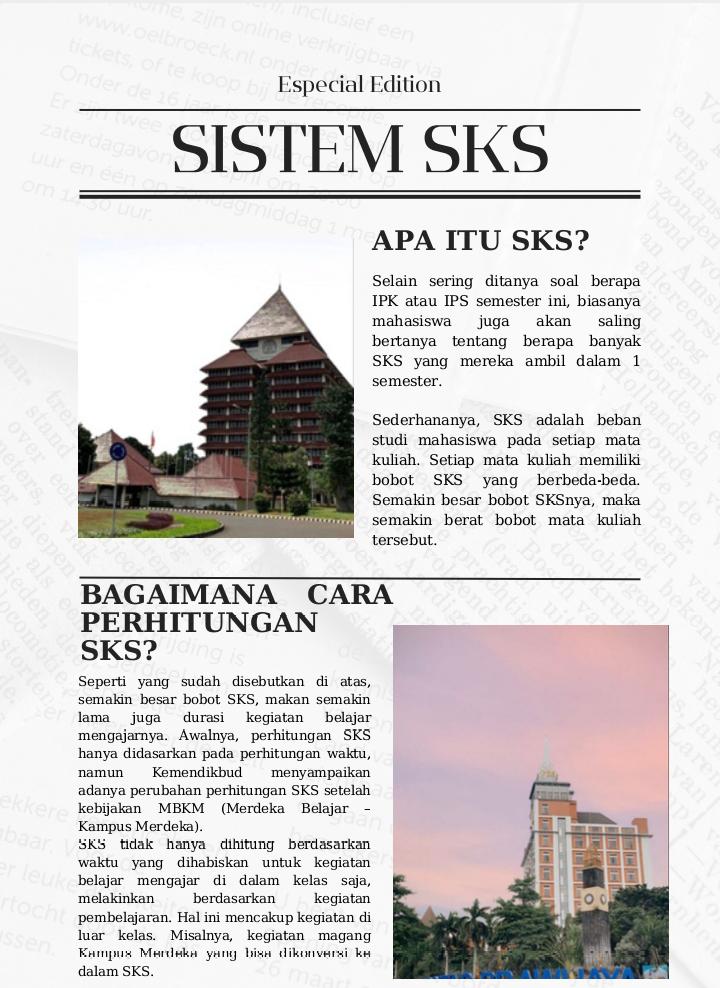 Especial Edition
SISTEM SKS
APA ITU SKS?
Selain sering ditanya soal berapa
IPK atau IPS semester ini, biasanya
mahasiswa juga akan saling
bertanya tentang berapa banyak
SKS yang mereka ambil dalam 1
semester.
Sederhananya, SKS adalah beban
studi mahasiswa pada setiap mata
kuliah. Setiap mata kuliah memiliki
bobot SKS yang berbeda-beda.
Semakin besar bobot SKSnya, maka
semakin berat bobot mata kuliah
tersebut.
BAGAIMANA CARA
PERHITUNGAN
SKS?
Seperti yang sudah disebutkan di atas,
semakin besar bobot SKS, makan semakin
lama juga durasi kegiatan belajar
mengajarnya. Awalnya, perhitungan SKS
hanya didasarkan pada perhitungan waktu,
namun Kemendikbud menyampaikan
adanya perubahan perhitungan SKS setelah
kebijakan MBKM (Merdeka Belajar –
Kampus Merdeka).
SKS tidak hanya dihitung berdasarkan
waktu yang dihabiskan untuk kegiatan
belajar mengajar di dalam kelas saja,
melakinkan berdasarkan kegiatan
pembelajaran. Hal ini mencakup kegiatan di
luar kelas. Misalnya, kegiatan magang
Kampus Merdeka yang bisa dikonversi ke
dalam SKS.